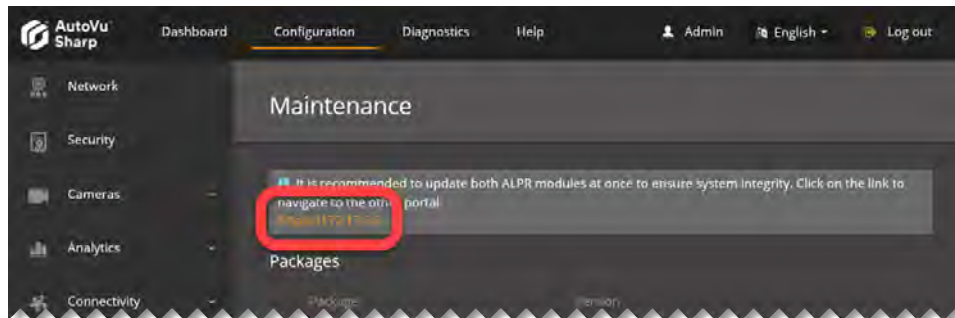 AutoVu Sharp
Dashboard
Configuration
Diagnostics
Help
Admin
English
Log out
Network
Security
Cameras
Analytics
Connectivity
Maintenance
It is recommended to update both ALPR modules at once to ensure system integrity. Click on the link to
navigate to the other portal
Packages
Package
Version